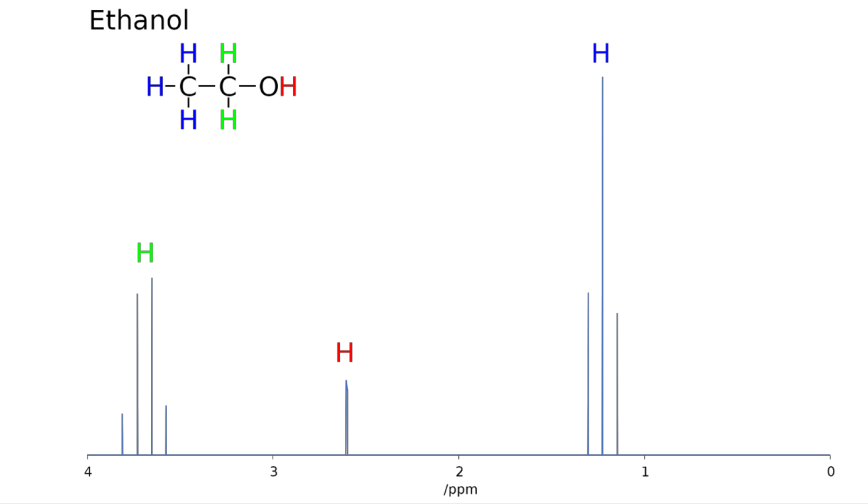 Ethanol
H H H
H C C OH
H H
H
H
4 3 2 1 0
/ppm